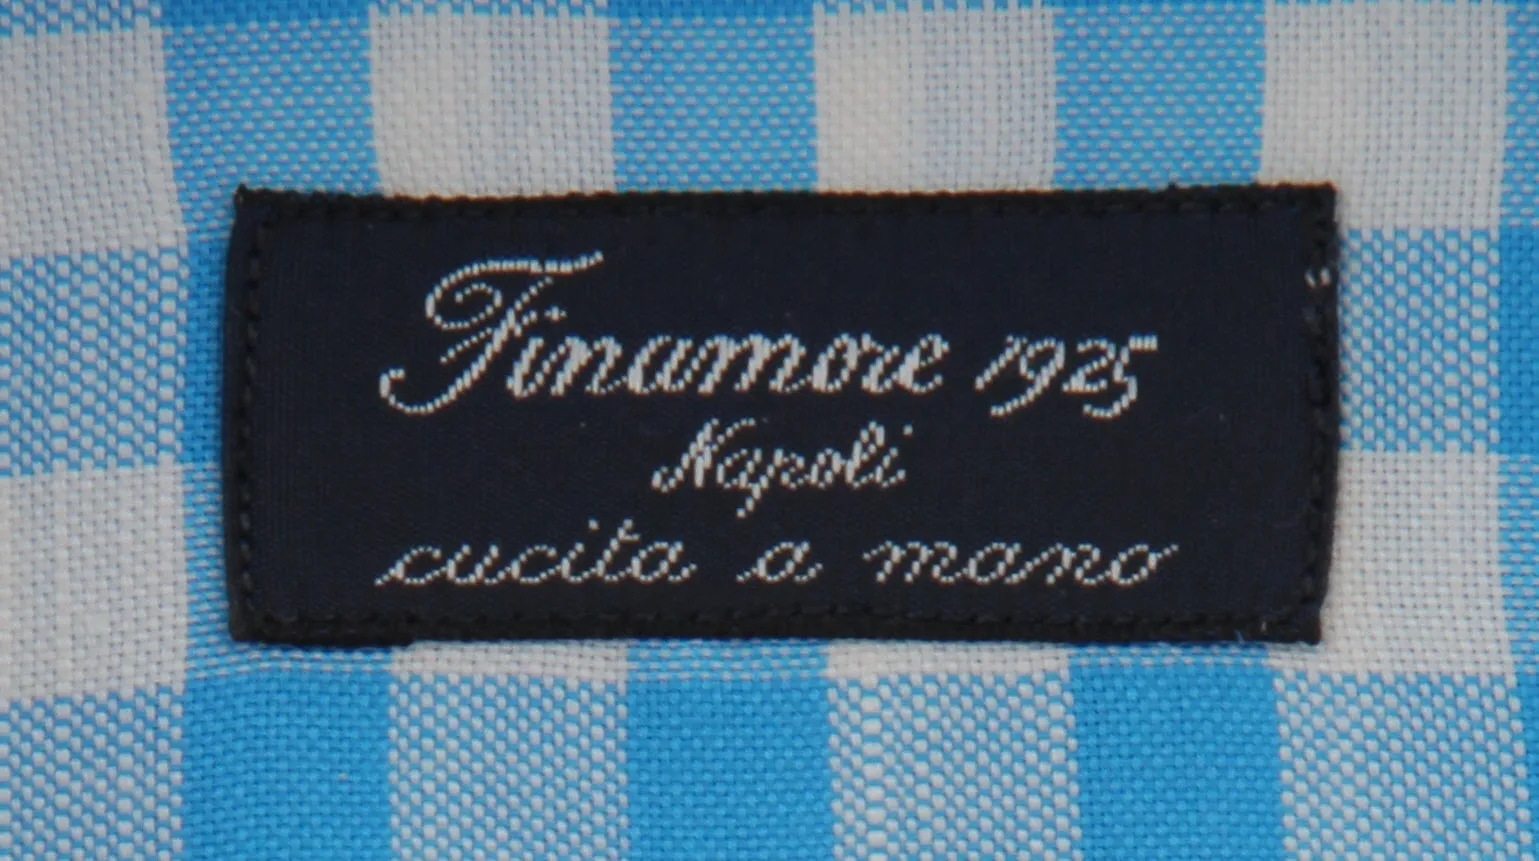 Finamore 1925
Napoli
cucita a mano